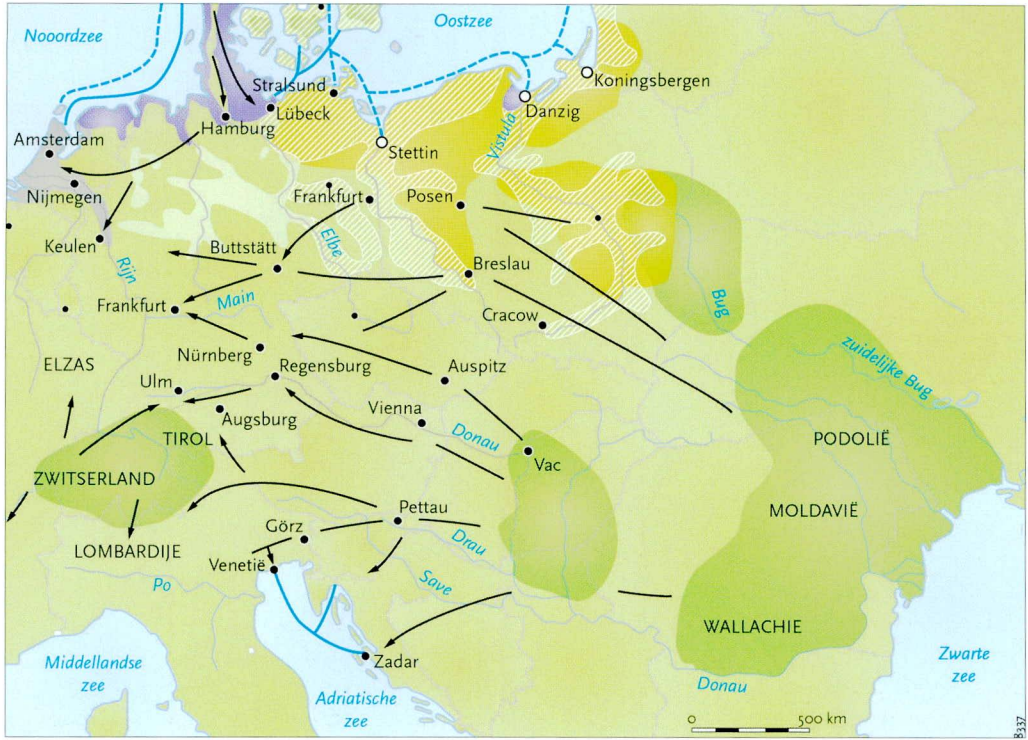 Nooordzee
Oostzee
Koningsbergen
Stralsund
Lübeck
Danzig
Hamburg
Vistula
Amsterdam
Stettin
Nijmegen
Frankfurt
Posen
Keulen
Buttstätt
Elbe
Rijn
Breslau
Bug
Main
Frankfurt
Cracow
zuidelijke Bug
Nürnberg
ELZAS
Regensburg
Auspitz
Ulm
Vienna
Augsburg
Donau
TIROL
PODOLIË
Vac
ZWITSERLAND
Pettau
MOLDAVIË
Görz
Drau
LOMBARDIJE
Venetië
Save
Po
WALLACHIE
Middellandse
zee
Zadar
Zwarte
zee
Donau
Adriatische
zee
0 500 km
B337